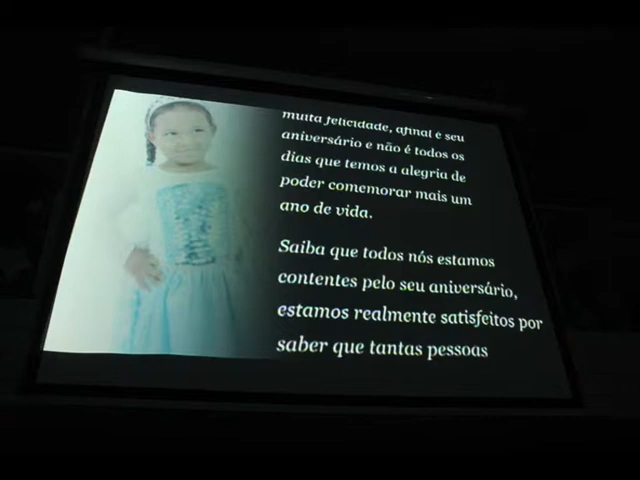 muita felicidade, afinal é seu
aniversário e não é todos os
dias que temos a alegria de
poder comemorar mais um
ano de vida.
Saiba que todos nós estamos
contentes pelo seu aniversário,
estamos realmente satisfeitos por
saber que tantas pessoas